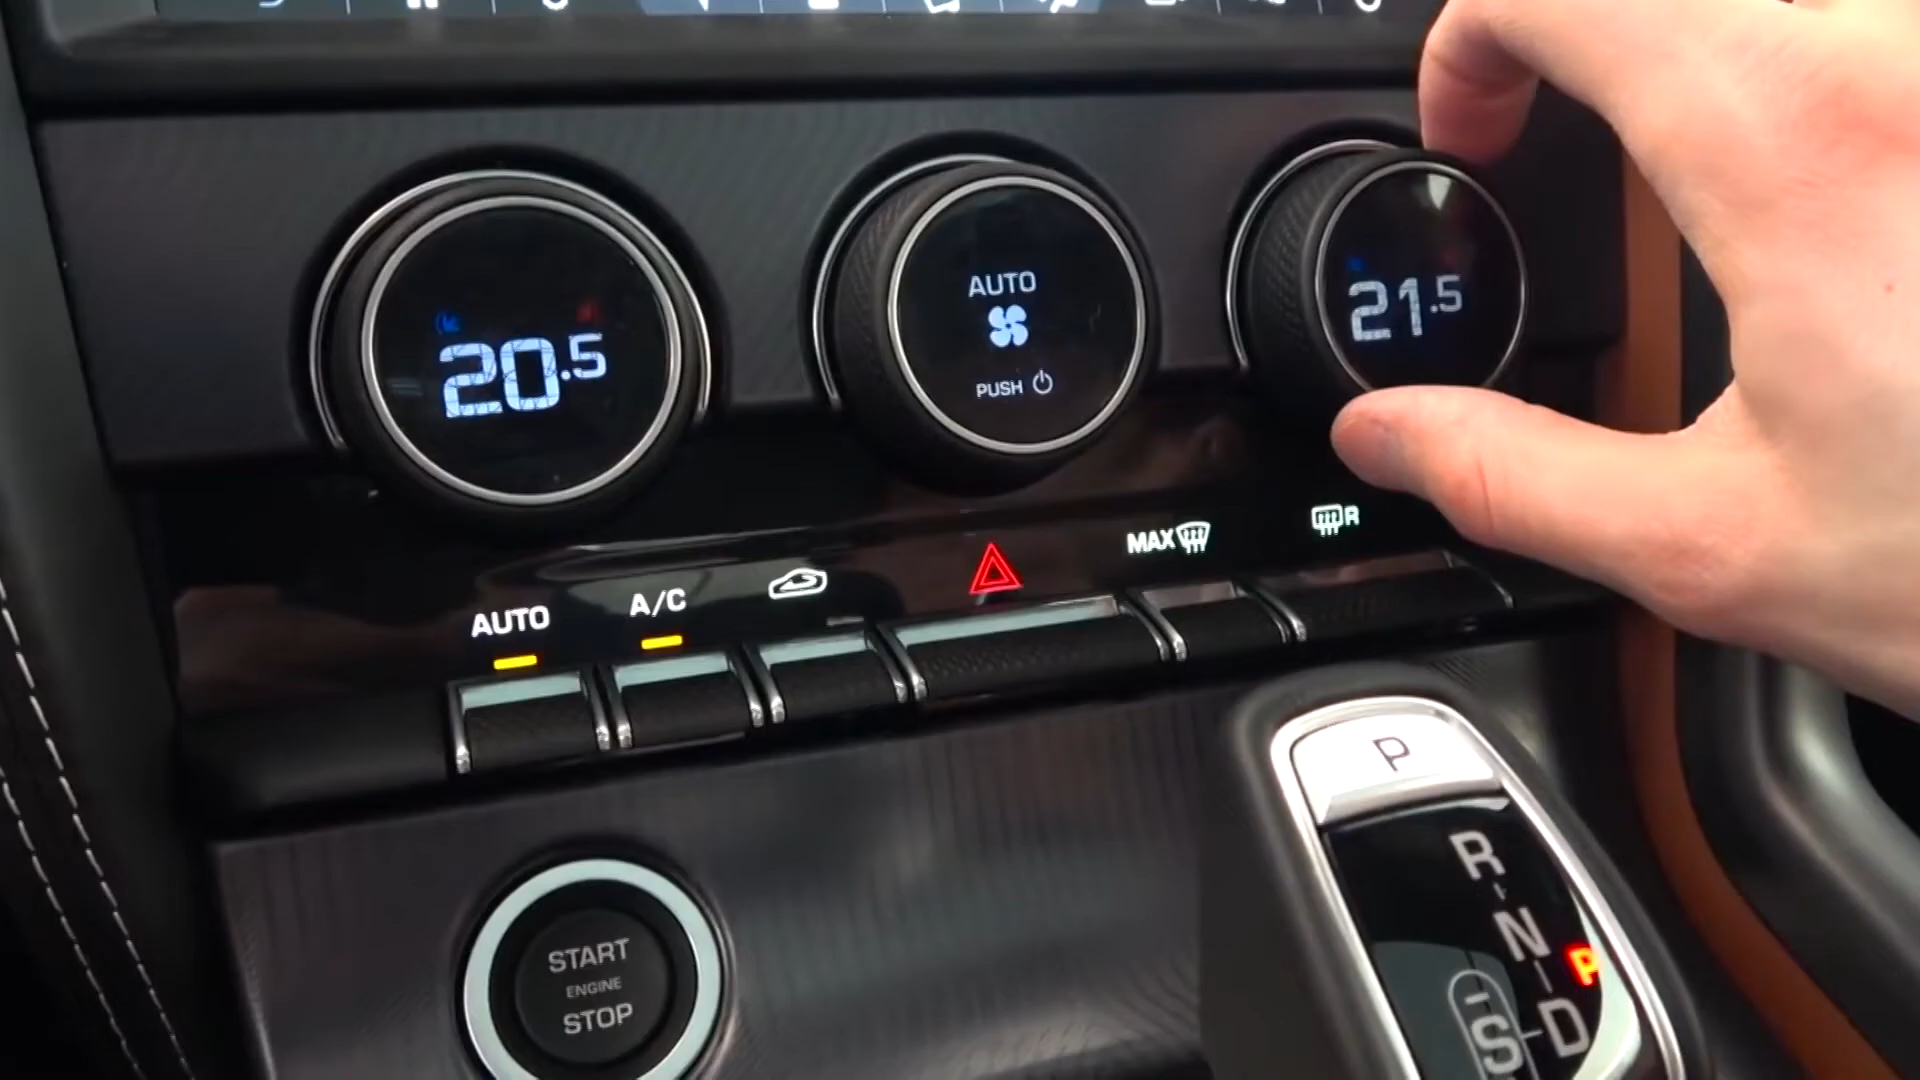 20.5
AUTO
PUSH
21.5
AUTO
A/C
MAX
R
START
ENGINE
STOP
P
R
N
P
S
D